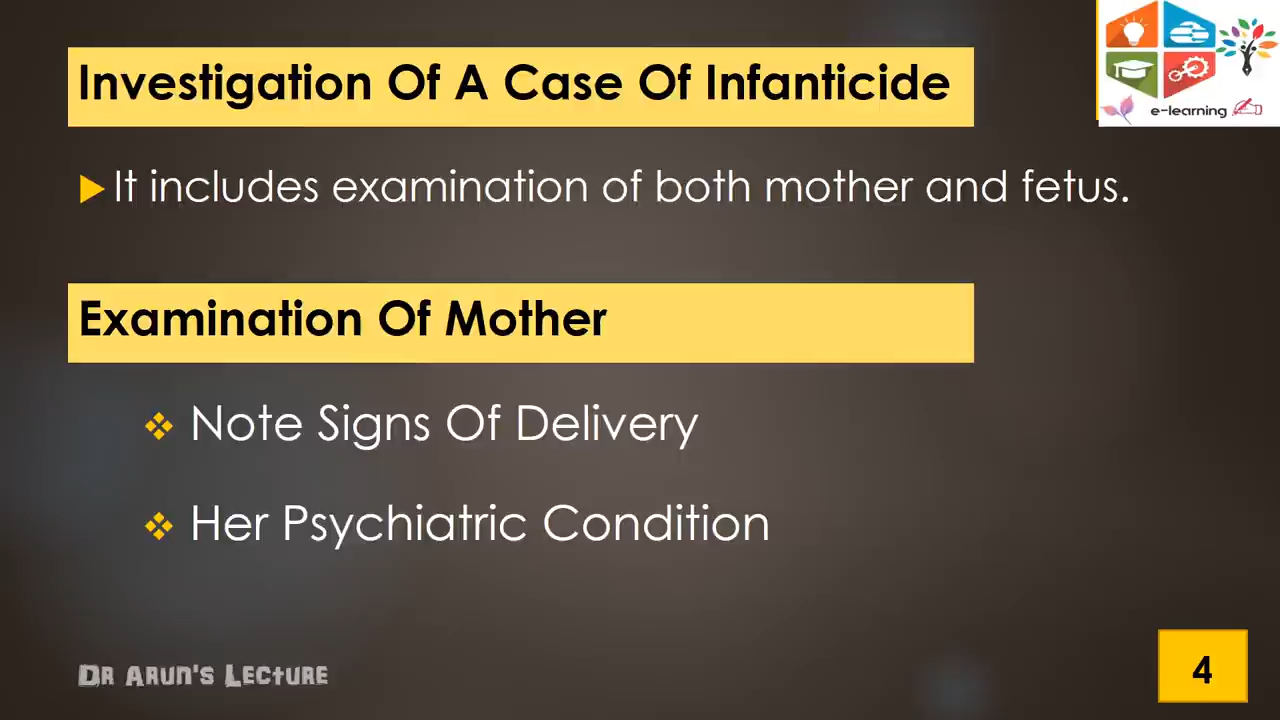 e-learning
Investigation Of A Case Of Infanticide
It includes examination of both mother and fetus.
Examination Of Mother
Note Signs Of Delivery
Her Psychiatric Condition
Dr Arun's Lecture
4